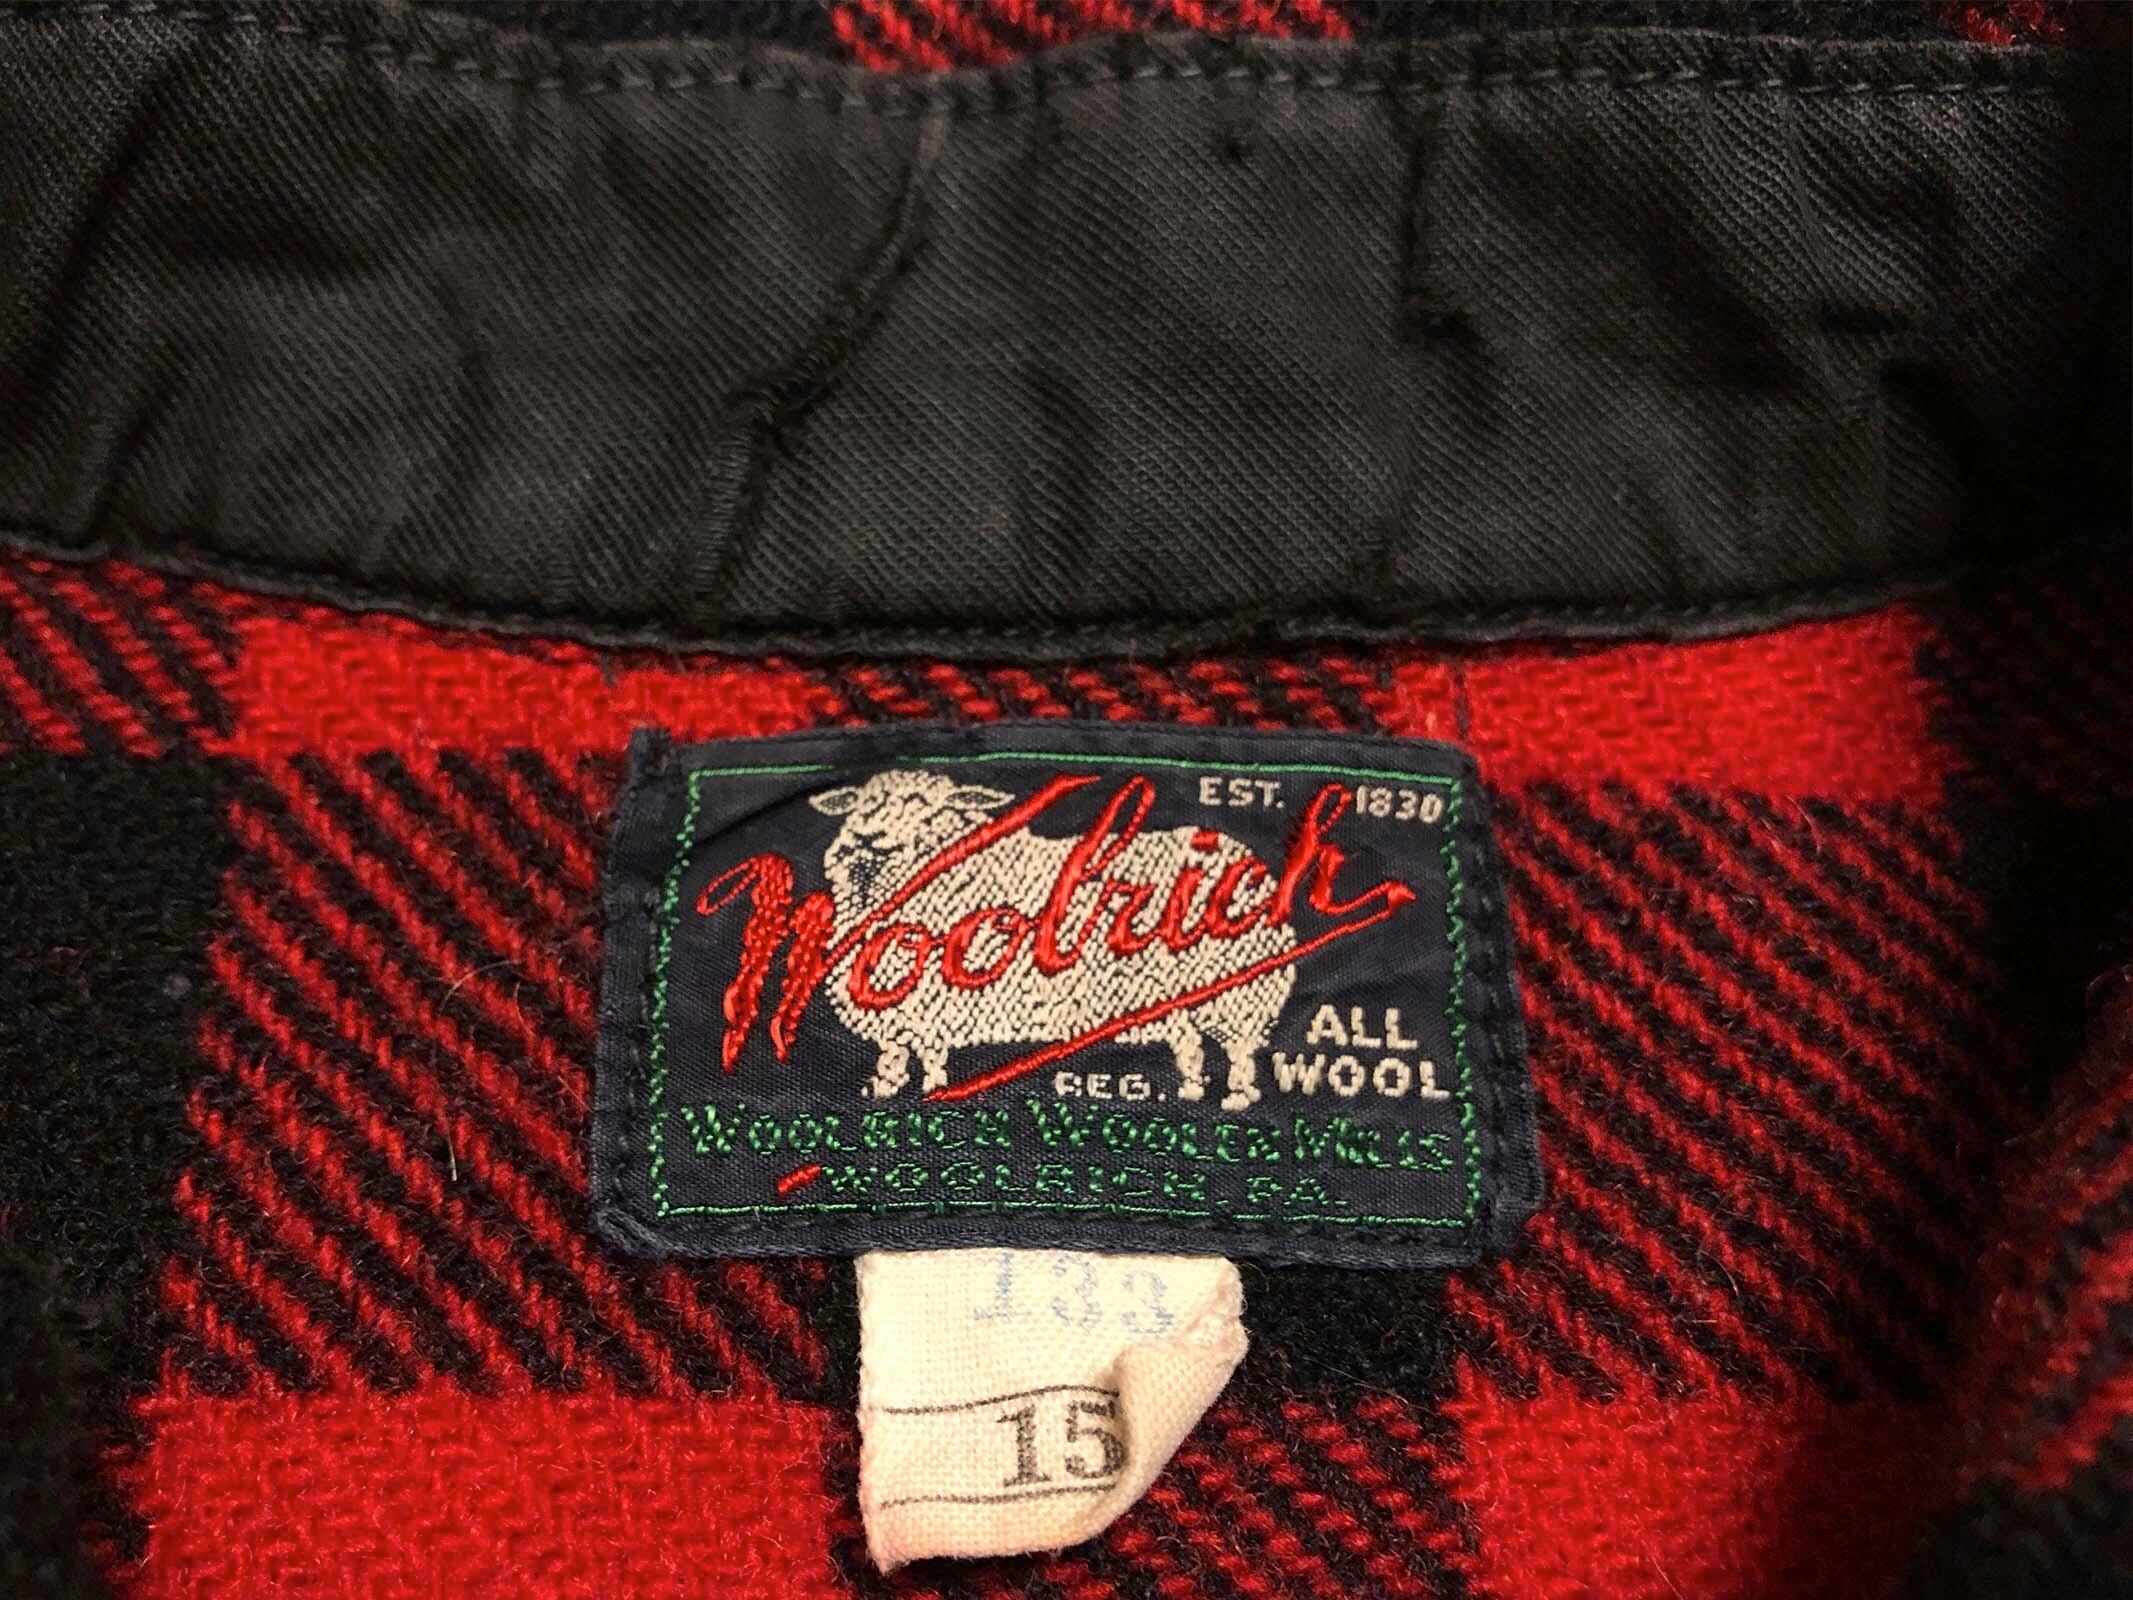 EST. 1830
Woolrich
ALL
WOOL
REG.
WOOLRICH WOOLEN MILLS
WOOLRICH, PA.
133
15